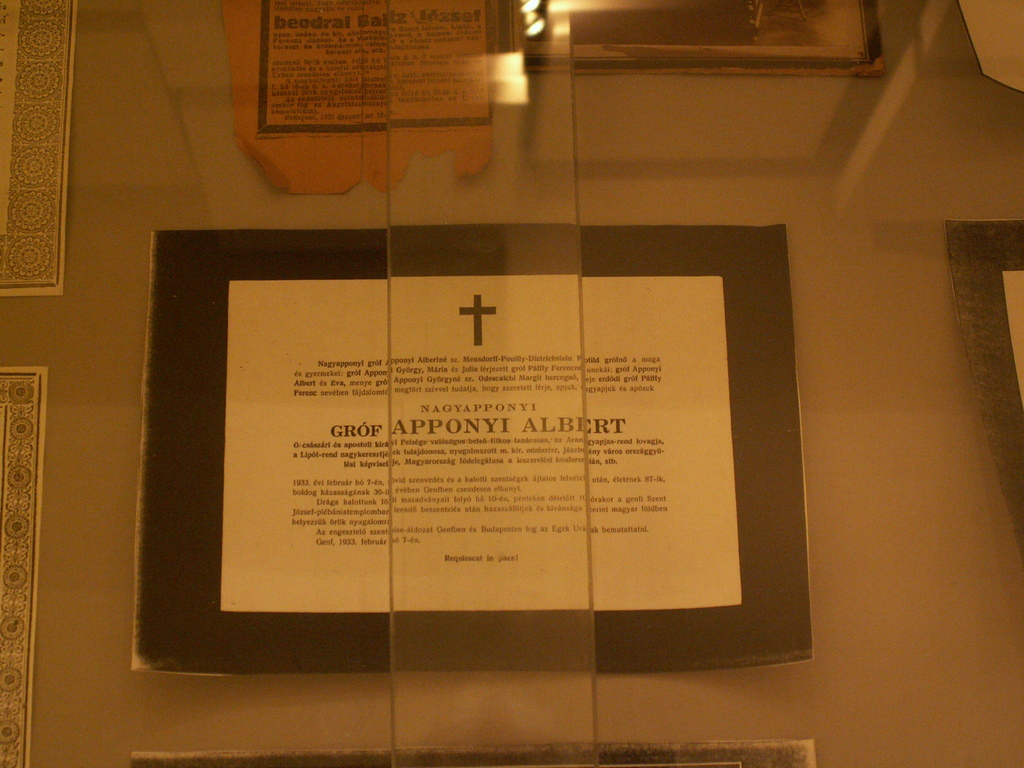 beodrai Baltz József
Nagyapponyi gróf Apponyi Albertné sz. Mensdorff-Pouilly-Dietrichstein Klotild grófnő a maga
és gyermekei: gróf Apponyi György, Mária és Julia férjezett gróf Pálffy Ferencné unokái: gróf Apponyi
Albert és Éva, menye gróf Apponyi Györgyné sz. Odescalchi Margit hercegnő, veje erdődi gróf Pálffy
Ferenc nevében fájdalomtól megtört szívvel tudatja, hogy szeretett férje, apjuk, nagyapjuk és apósuk
NAGYAPPONYI
GRÓF APPONYI ALBERT
ő császári és apostoli királyi Felsége valóságos belső titkos tanácsosa, az Aranygyapjas-rend lovagja,
a Lipót-rend nagykeresztjének tulajdonosa, nyugalmazott m. kir. miniszter, Jászberény város országgyű-
lési képviselője, Magyarország fődelegátusa a leszerelési konferencián, stb.
1933. évi február hó 7-én, rövid szenvedés és a halotti szentségek ájtatos felvétele után, életének 87-ik,
boldog házasságának 36-ik évében Genfben csendesen elhunyt.
Drága halottunk földi maradványait folyó hó 10-én, pénteken délelőtt órakor a genfi Szent
József-plébániatemplomban leendő beszentelés után hazaszállítjuk és kívánsága szerint magyar földben
helyezzük örök nyugalomra.
Az engesztelő szentmise-áldozat Genfben és Budapesten fog az Egek Urának bemutattatni.
Genf, 1933. február hó 7-én.
Requiescat in pace!